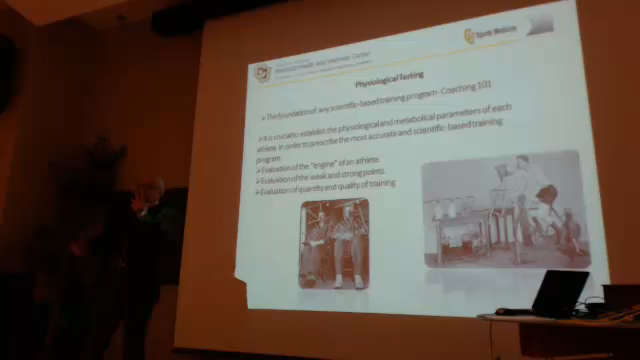 Sports Medicine
Physiological Testing
➢The foundation of any scientific-based training program- Coaching 101
➢It is crucial to establish the physiological and metabolical parameters of each
athlete in order to prescribe the most accurate and scientific-based training
program.
➢Evaluation of the "engine" of an athlete.
➢Evaluation of the weak and strong points.
➢Evaluation of quantity and quality of training